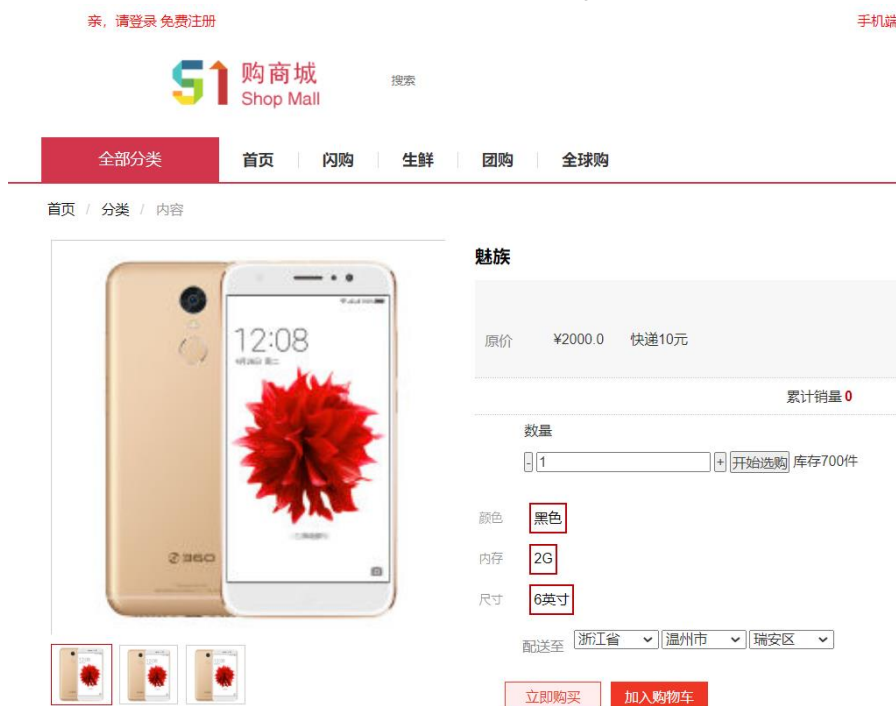 亲，请登录 免费注册
手机端
购商城
搜索
Shop Mall
全部分类 首页 闪购 生鲜 团购 全球购
首页 / 分类 / 内容
魅族
12:08
原价 ¥2000.0 快递10元
累计销量 0
数量
- 1 + 开始选购 库存700件
颜色 黑色
内存 2G
360
尺寸 6英寸
配送至 浙江省 温州市 瑞安区
立即购买 加入购物车